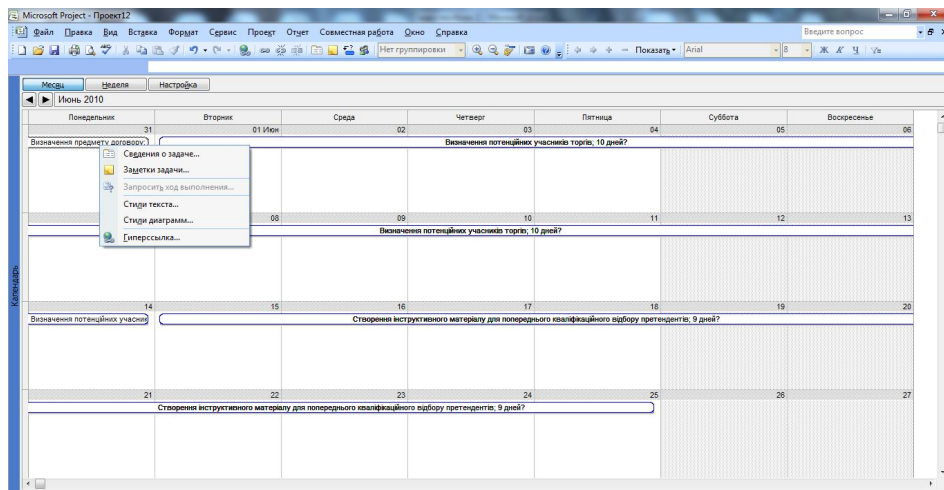 Microsoft Project - Проект12
Файл Правка Вид Вставка Формат Сервис Проект Отчет Совместная работа Окно Справка
Введите вопрос
Нет группировки Показать Arial 8 Ж К Ч
Месяц Неделя Настройка
Июнь 2010
Понедельник Вторник Среда Четверг Пятница Суббота Воскресенье
31 01 Июн 02 03 04 05 06
Визначення предмету договору; Визначення потенційних учасників торгів; 10 дней?
Сведения о задаче...
Заметки задачи...
Запросить ход выполнения...
Стили текста...
Стили диаграмм...
Гиперссылка...
08 09 10 11 12 13
Визначення потенційних учасників торгів; 10 дней?
Календарь
14 15 16 17 18 19 20
Визначення потенційних учасник Створення інструктивного матеріалу для попереднього кваліфікаційного відбору претендентів; 9 дней?
21 22 23 24 25 26 27
Створення інструктивного матеріалу для попереднього кваліфікаційного відбору претендентів; 9 дней?